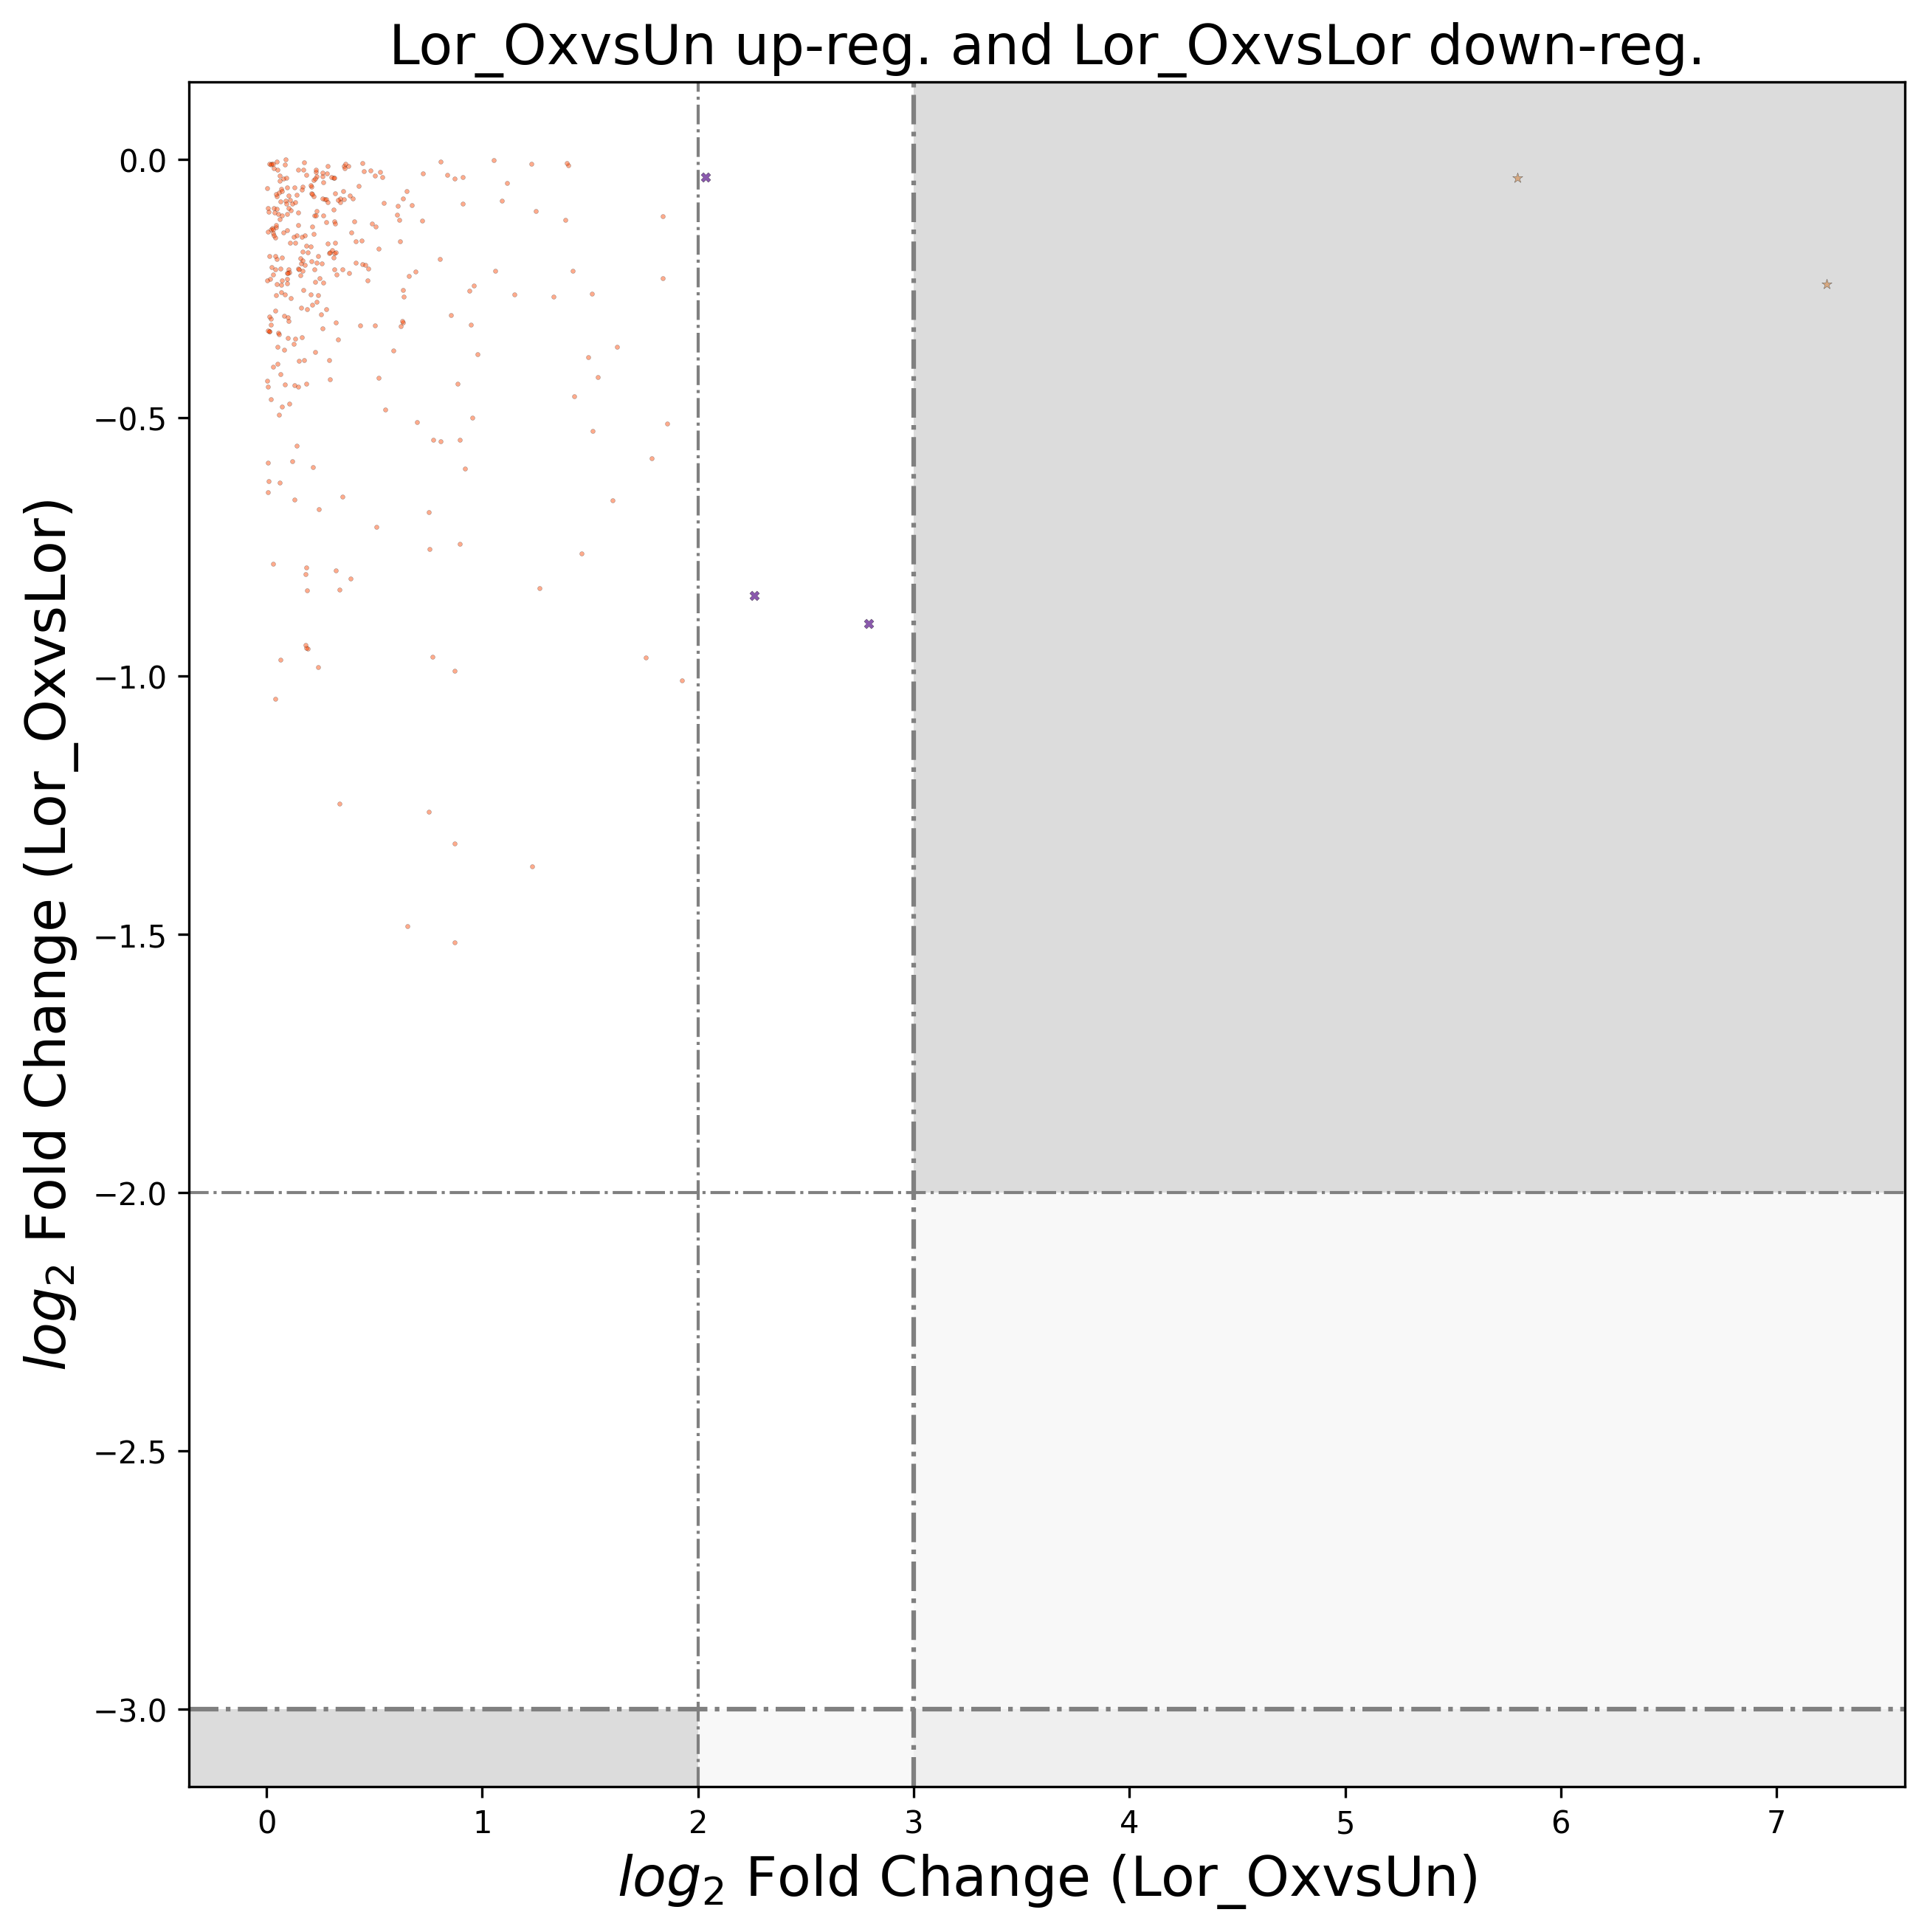 Lor_OxvsUn up-reg. and Lor_OxvsLor down-reg.
log2 Fold Change (Lor_OxvsLor)
0.0
−0.5
−1.0
−1.5
−2.0
−2.5
−3.0
0 1 2 3 4 5 6 7
log2 Fold Change (Lor_OxvsUn)